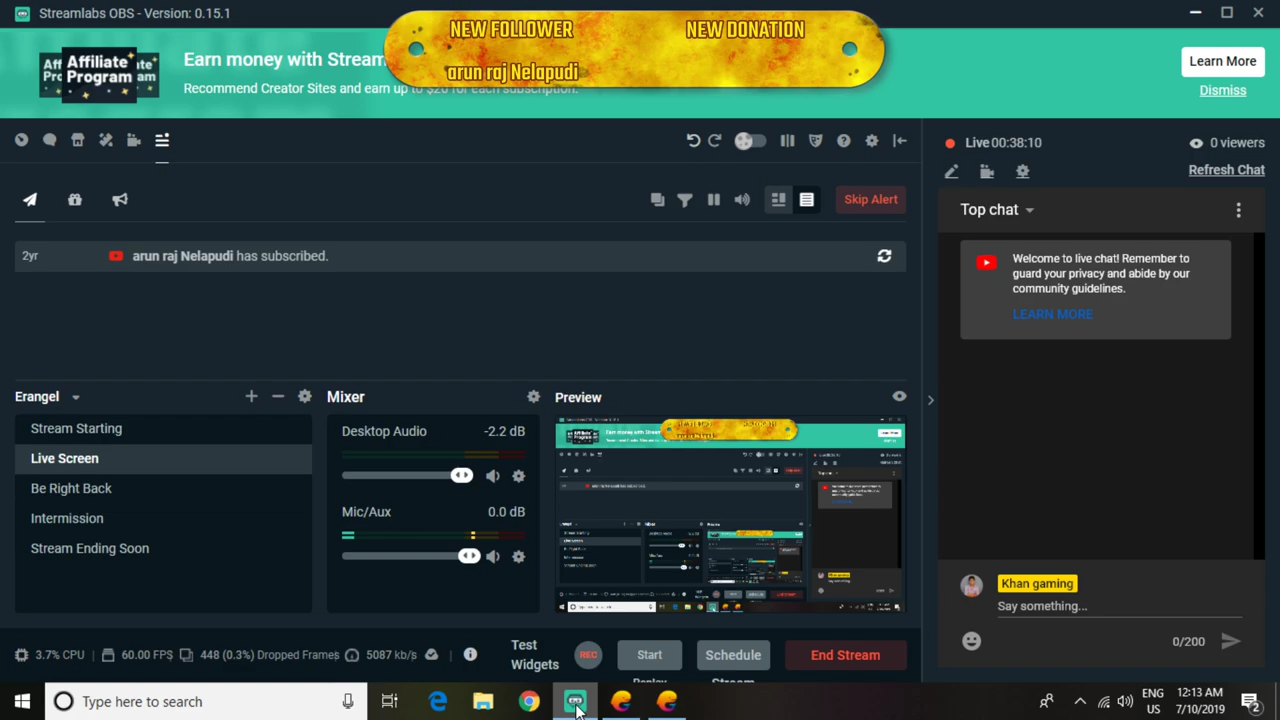 Streamlabs OBS - Version: 0.15.1
NEW FOLLOWER
NEW DONATION
arun raj Nelapudi
Affiliate
Program
Earn money with Stream
Recommend Creator Sites and earn up to $20 for each subscription.
Learn More
Dismiss
Live 00:38:10
0 viewers
Refresh Chat
Skip Alert
Top chat
2yr
arun raj Nelapudi has subscribed.
Welcome to live chat! Remember to
guard your privacy and abide by our
community guidelines.
LEARN MORE
Erangel
Mixer
Preview
Stream Starting
Live Screen
Be Right Back
Intermission
Stream Ending Soon
Desktop Audio
-2.2 dB
Mic/Aux
0.0 dB
Khan gaming
Say something...
0/200
3.7% CPU
60.00 FPS
448 (0.3%) Dropped Frames
5087 kb/s
Test
Widgets
REC
Start
Replay
Schedule
Stream
End Stream
Type here to search
ENG
US
12:13 AM
7/10/2019
2